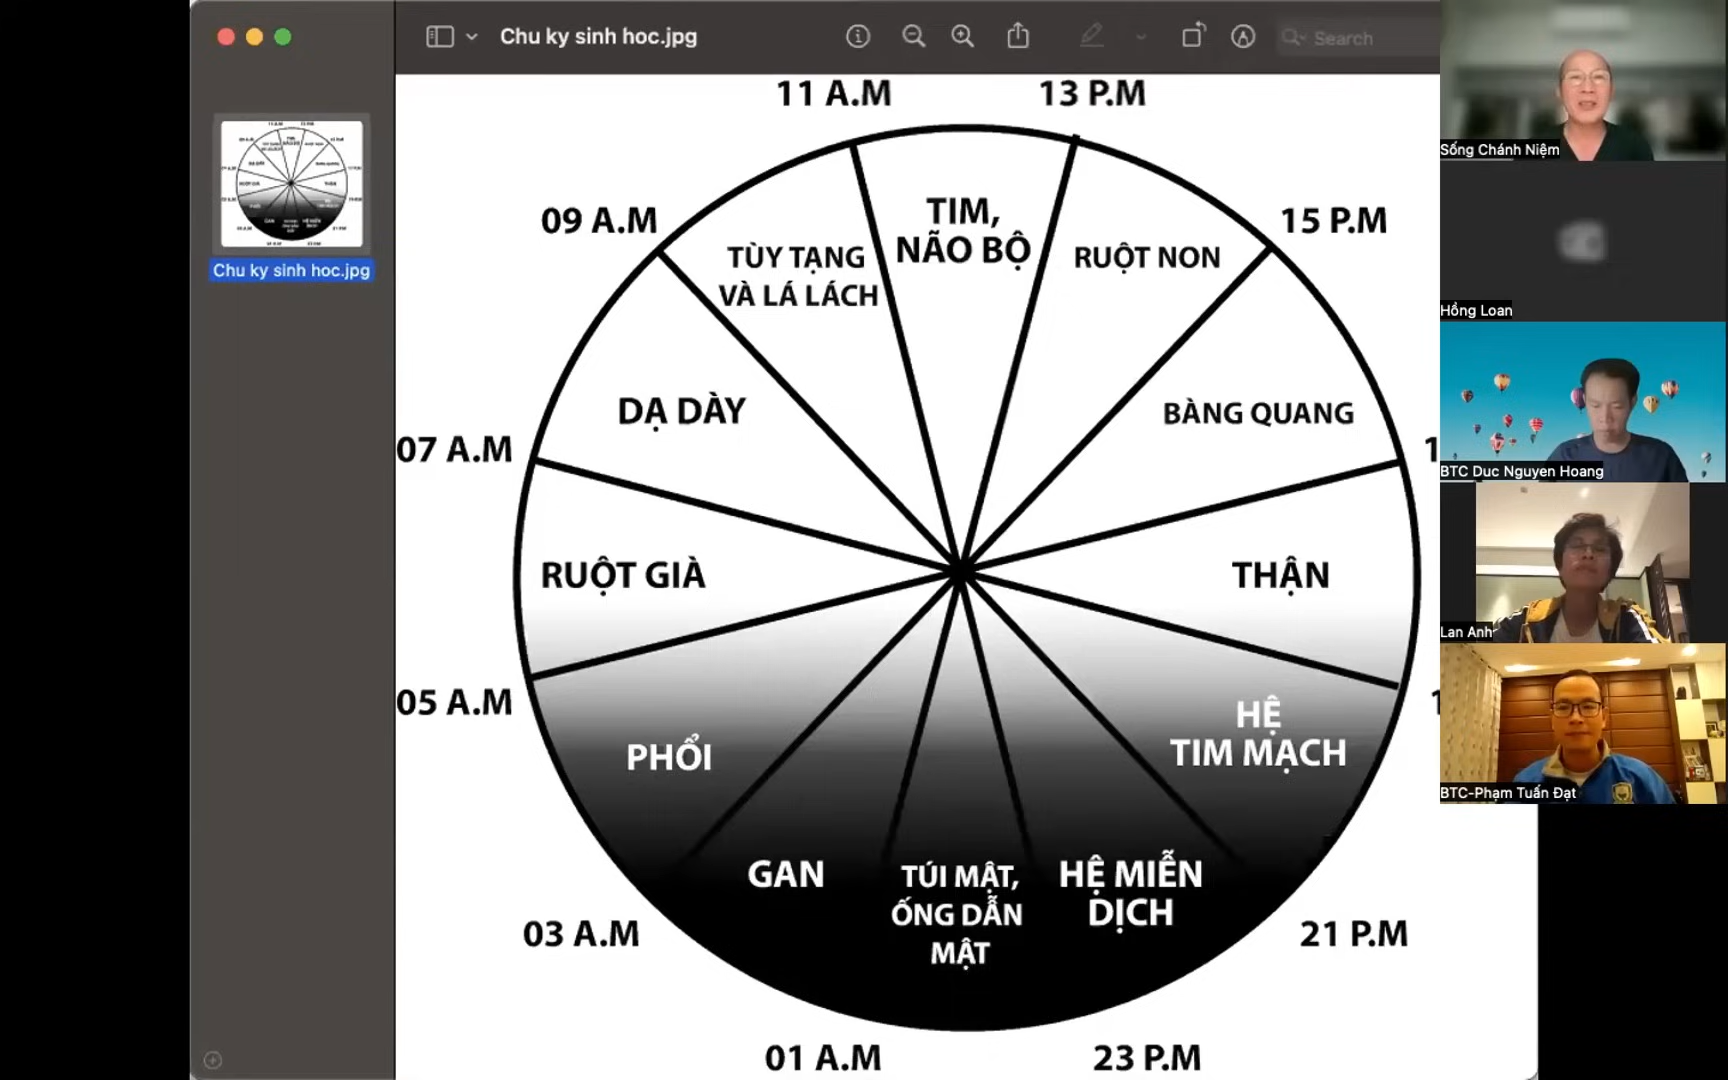 Chu ky sinh hoc.jpg
Search
Chu ky sinh hoc.jpg
11 A.M
13 P.M
09 A.M
15 P.M
07 A.M
05 A.M
03 A.M
21 P.M
01 A.M
23 P.M
TIM,
NÃO BỘ
TÙY TẠNG
VÀ LÁ LÁCH
RUỘT NON
DẠ DÀY
BÀNG QUANG
RUỘT GIÀ
THẬN
PHỔI
HỆ
TIM MẠCH
GAN
TÚI MẬT,
ỐNG DẪN
MẬT
HỆ MIỄN
DỊCH
Sống Chánh Niệm
Hồng Loan
BTC Duc Nguyen Hoang
Lan Anh
BTC-Phạm Tuấn Đạt